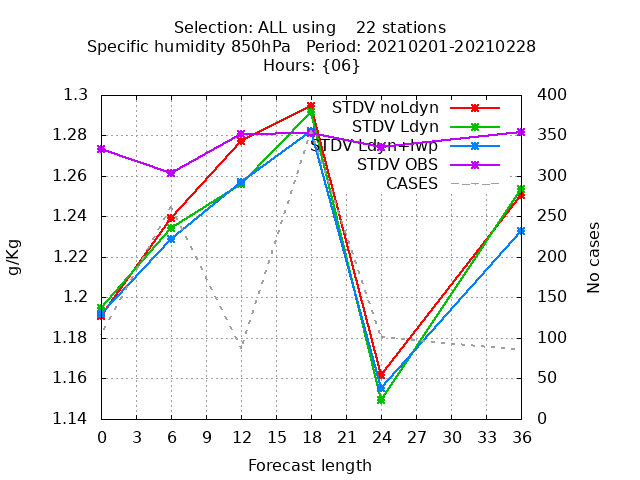 Selection: ALL using 22 stations
Specific humidity 850hPa Period: 20210201-20210228
Hours: {06}
1.3 400
STDV noLdyn
STDV Ldyn
1.28 350
STDV Ldyn+lwp
STDV OBS
1.26 300
CASES
1.24 250
g/Kg
No cases
1.22 200
1.2 150
1.18 100
1.16 50
1.14 0
0 3 6 9 12 15 18 21 24 27 30 33 36
Forecast length